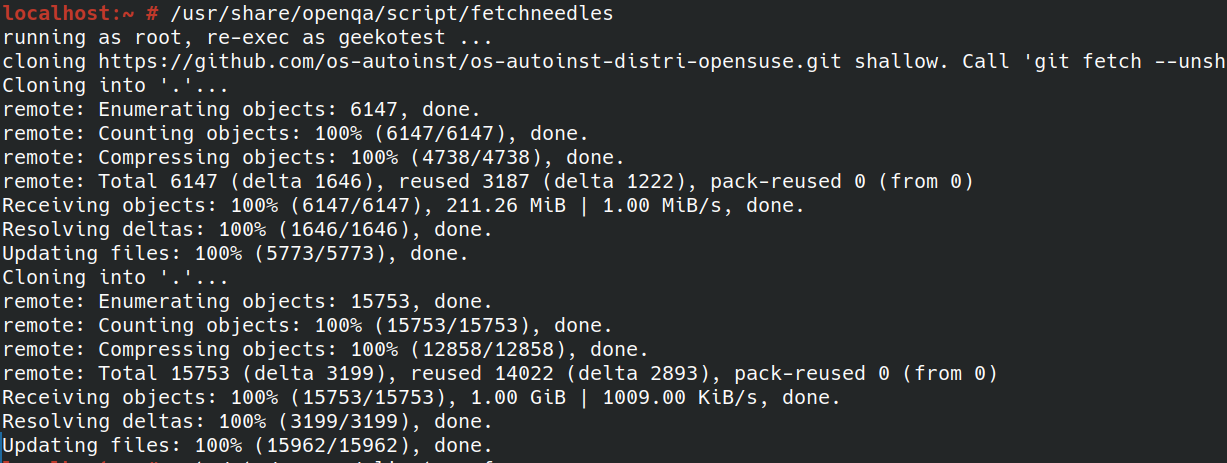 localhost:~ # /usr/share/openqa/script/fetchneedles
running as root, re-exec as geekotest ...
cloning https://github.com/os-autoinst/os-autoinst-distri-opensuse.git shallow. Call 'git fetch --unsh
Cloning into '.'...
remote: Enumerating objects: 6147, done.
remote: Counting objects: 100% (6147/6147), done.
remote: Compressing objects: 100% (4738/4738), done.
remote: Total 6147 (delta 1646), reused 3187 (delta 1222), pack-reused 0 (from 0)
Receiving objects: 100% (6147/6147), 211.26 MiB | 1.00 MiB/s, done.
Resolving deltas: 100% (1646/1646), done.
Updating files: 100% (5773/5773), done.
Cloning into '.'...
remote: Enumerating objects: 15753, done.
remote: Counting objects: 100% (15753/15753), done.
remote: Compressing objects: 100% (12858/12858), done.
remote: Total 15753 (delta 3199), reused 14022 (delta 2893), pack-reused 0 (from 0)
Receiving objects: 100% (15753/15753), 1.00 GiB | 1009.00 KiB/s, done.
Resolving deltas: 100% (3199/3199), done.
Updating files: 100% (15962/15962), done.